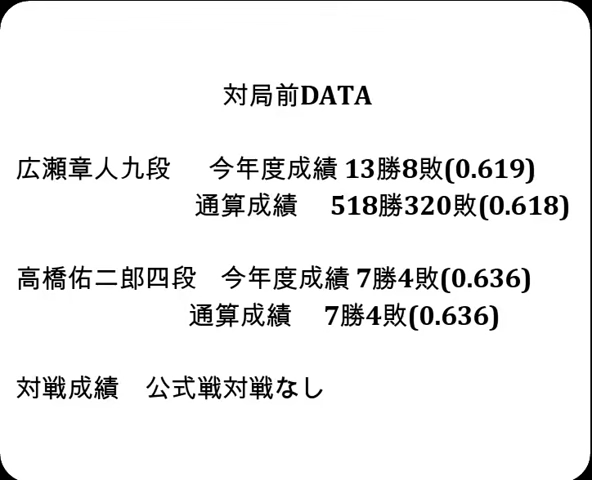 対局前DATA
広瀬章人九段 今年度成績 13勝8敗(0.619)
通算成績 518勝320敗(0.618)
高橋佑二郎四段 今年度成績 7勝4敗(0.636)
通算成績 7勝4敗(0.636)
対戦成績 公式戦対戦なし